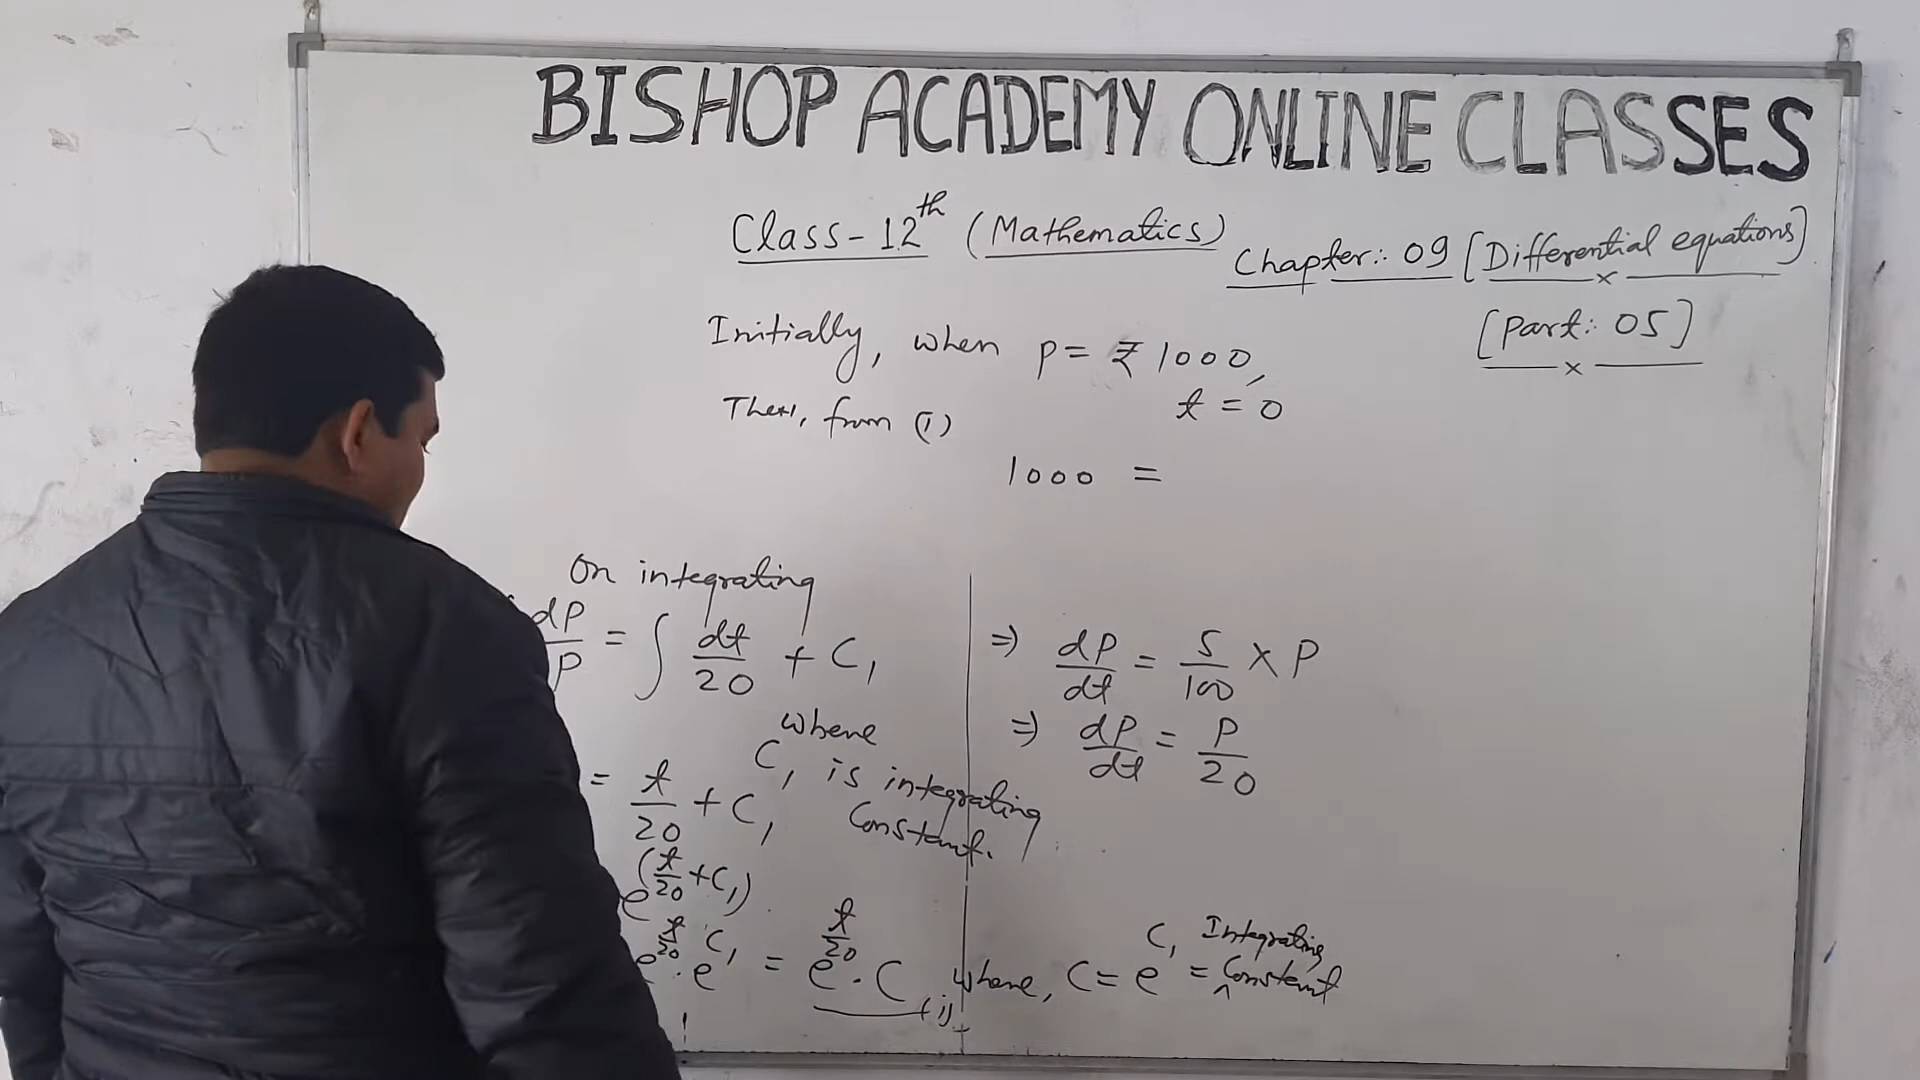 BISHOP ACADEMY ONLINE CLASSES
Class-12th (Mathematics)
Chapter:. 09 [Differential equations]
[Part:. 05]
Initially, when P = ₹ 1000,
t = 0
Then, from (i)
1000 =
On integrating
dP/P = ∫ dt/20 + C₁
where
C₁ is integrating
Constant.
= t/20 + C₁
e^(t/20 + C₁)
e^(t/20) . e^C₁ = e^(t/20) . C (i)
where, C = e^C₁ = Integrating Constant
⇒ dP/dt = 5/100 × P
⇒ dP/dt = P/20